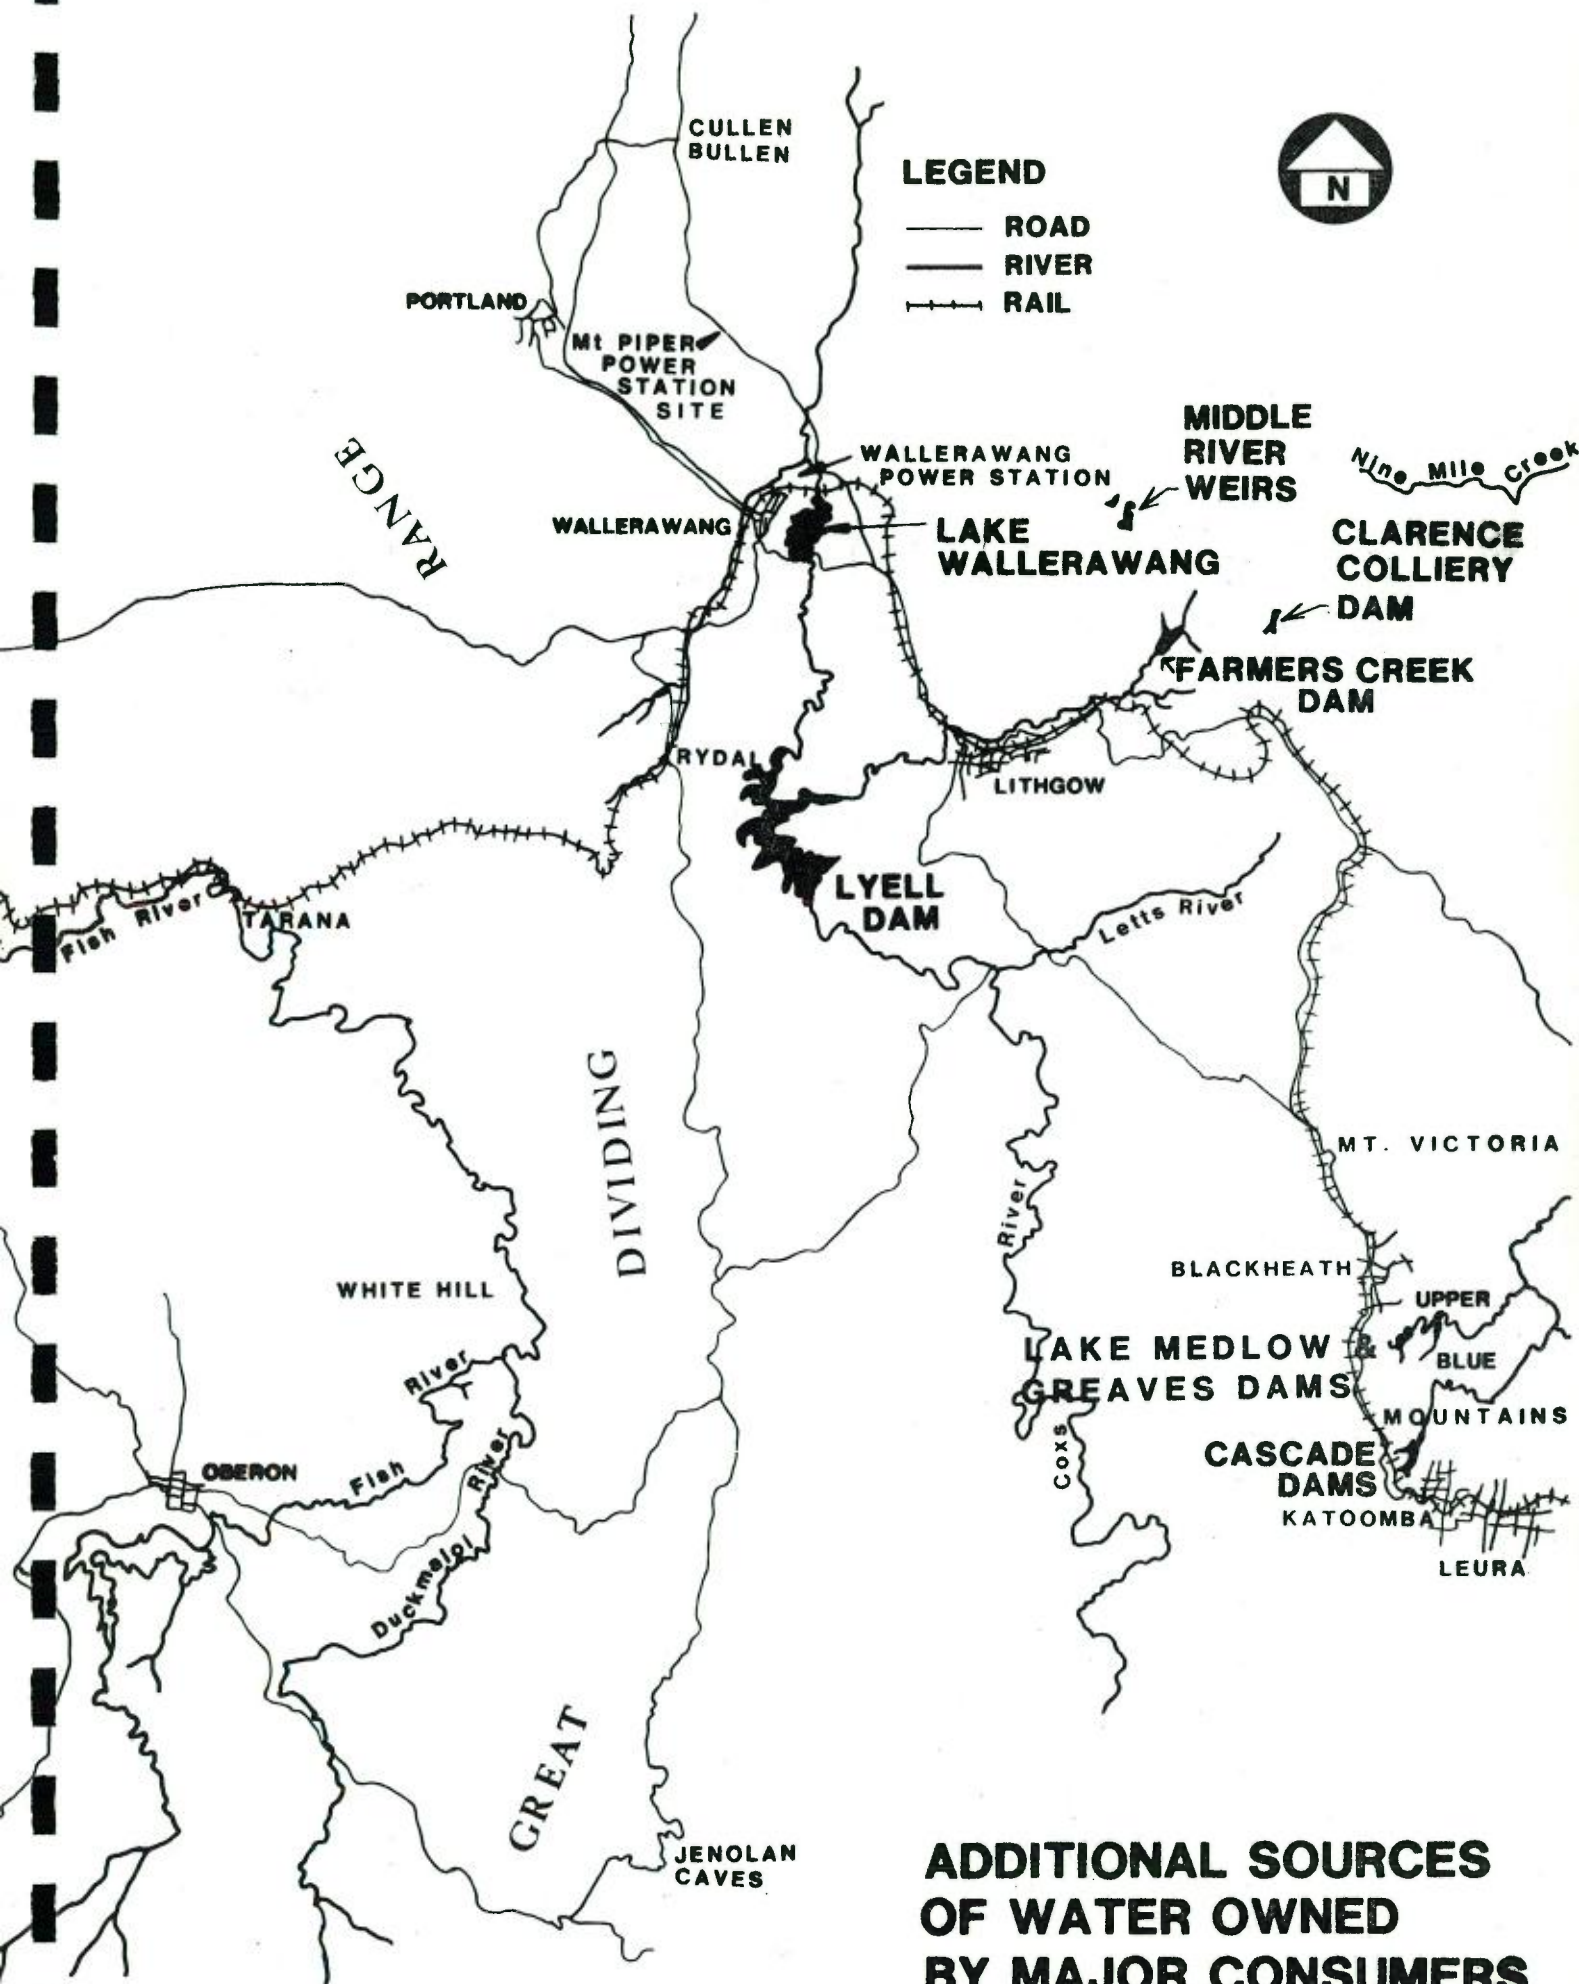 CULLEN
BULLEN
LEGEND
N
ROAD
RIVER
RAIL
PORTLAND
Mt PIPER
POWER
STATION
SITE
MIDDLE
RIVER
WEIRS
WALLERAWANG
POWER STATION
Nine Mile Creek
RANGE
WALLERAWANG
LAKE
WALLERAWANG
CLARENCE
COLLIERY
DAM
FARMERS CREEK
DAM
RYDAL
LITHGOW
LYELL
DAM
Letts River
Fish River
TARANA
DIVIDING
MT. VICTORIA
River
BLACKHEATH
WHITE HILL
UPPER
LAKE MEDLOW &
GREAVES DAMS
BLUE
MOUNTAINS
River
Coxs
CASCADE
DAMS
KATOOMBA
LEURA
OBERON
Fish
River
Duckmaloi
GREAT
JENOLAN
CAVES
ADDITIONAL SOURCES
OF WATER OWNED
BY MAJOR CONSUMERS